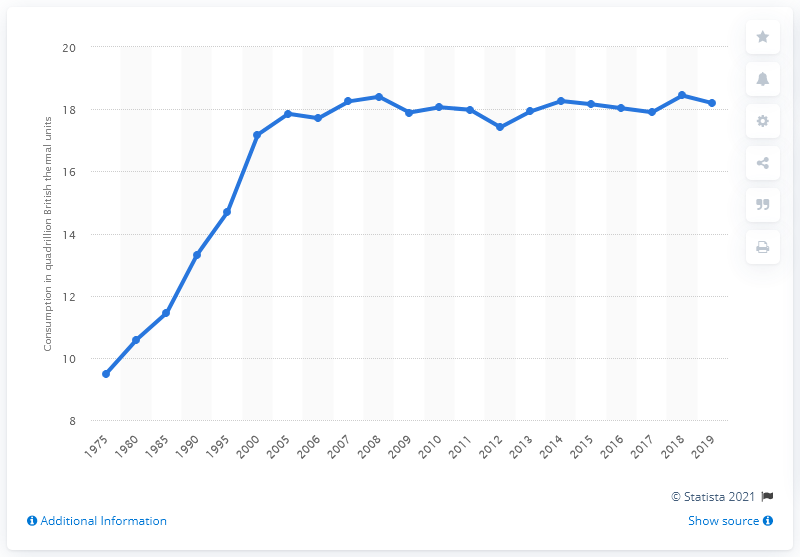 20
18
16
14
12
10
8
Consumption in quadrillion British thermal units
1975 1980 1985 1990 1995 2000 2005 2006 2007 2008 2009 2010 2011 2012 2013 2014 2015 2016 2017 2018 2019
© Statista 2021
Additional Information Show source